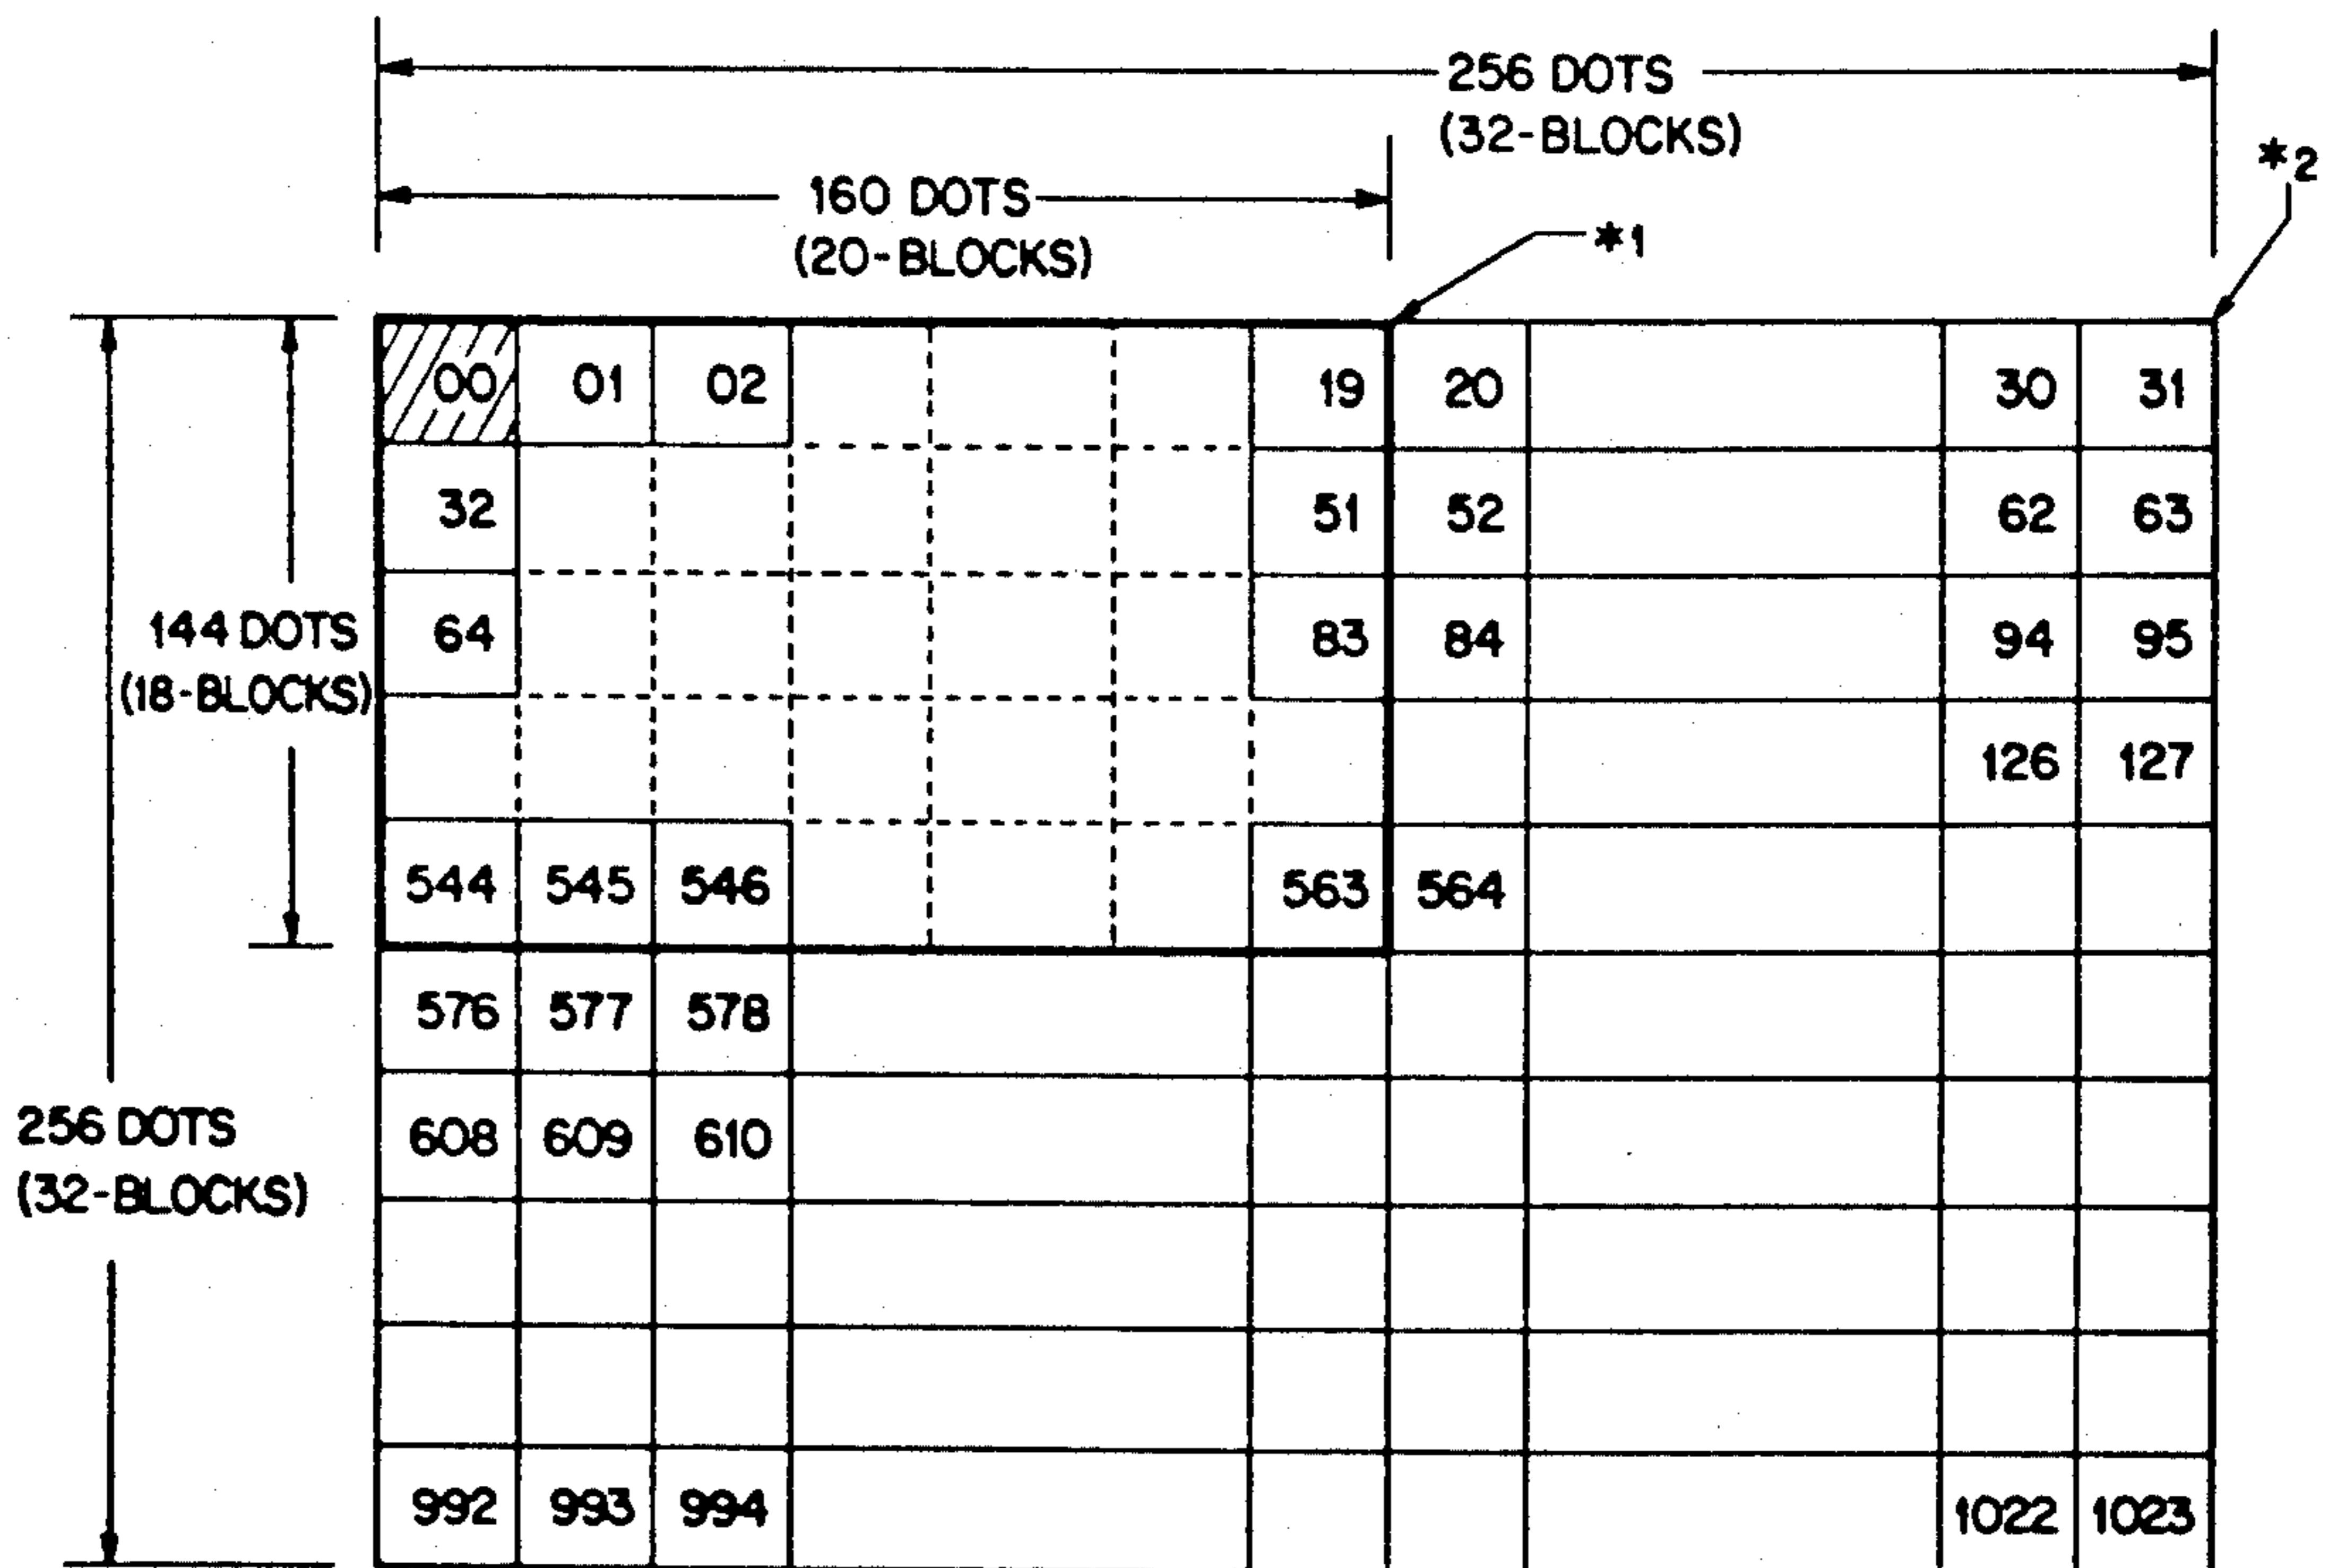 256 DOTS
(32-BLOCKS)
*2
160 DOTS
(20-BLOCKS)
*1
00 01 02 19 20 30 31
32 51 52 62 63
144 DOTS
(18-BLOCKS)
64 83 84 94 95
126 127
544 545 546 563 564
576 577 578
256 DOTS
(32-BLOCKS)
608 609 610
992 993 994 1022 1023